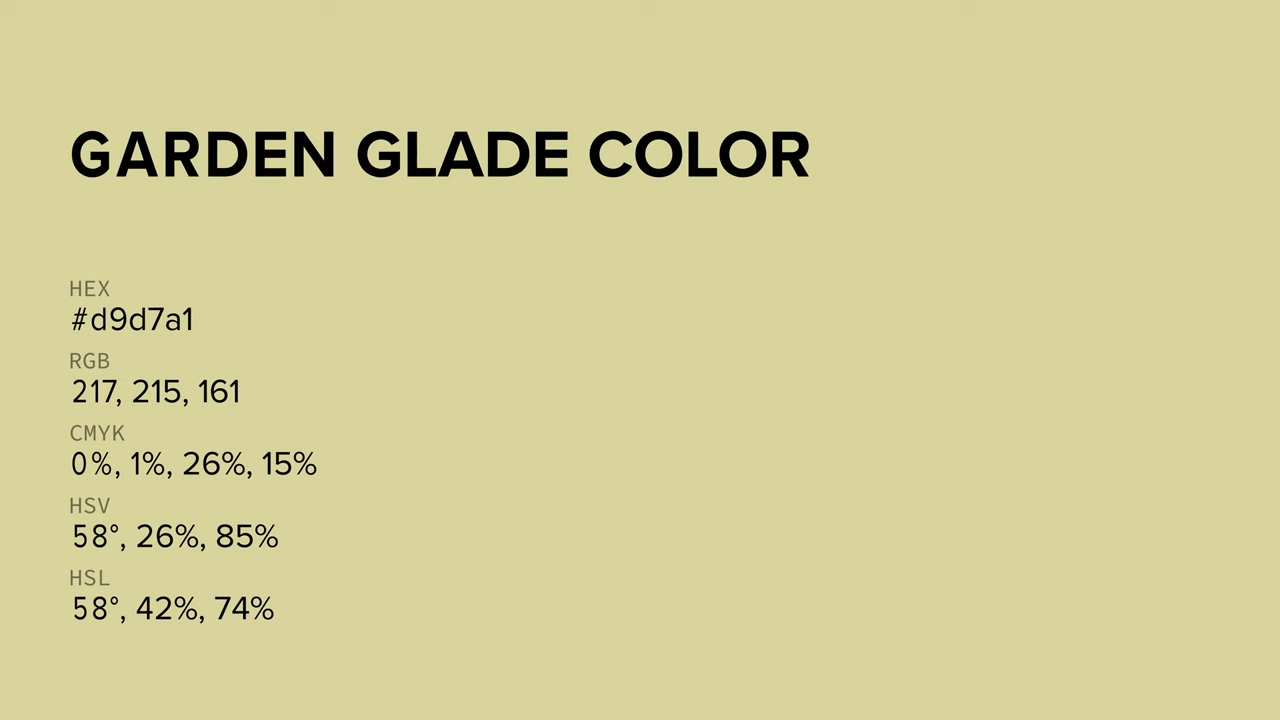 GARDEN GLADE COLOR
HEX
#d9d7a1
RGB
217, 215, 161
CMYK
0%, 1%, 26%, 15%
HSV
58°, 26%, 85%
HSL
58°, 42%, 74%